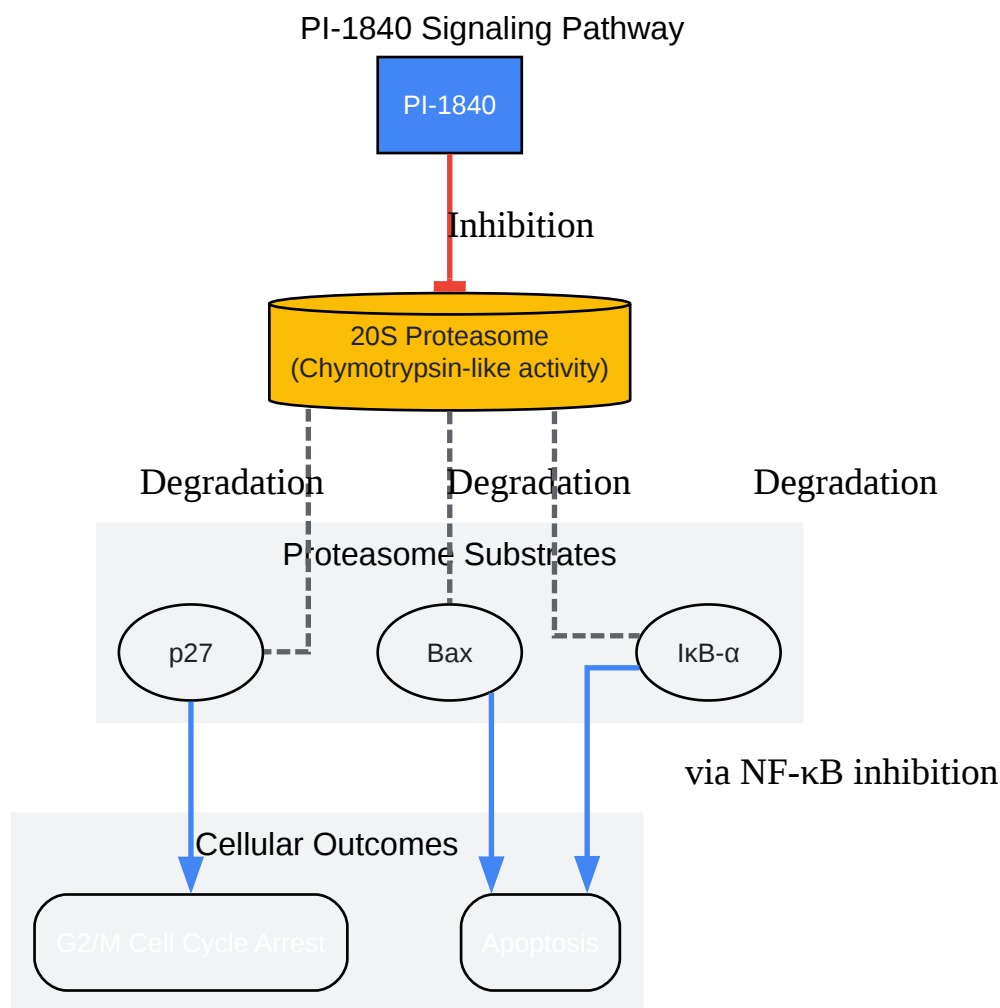 PI-1840 Signaling Pathway
PI-1840
Inhibition
20S Proteasome
(Chymotrypsin-like activity)
Degradation
Degradation
Degradation
Proteasome Substrates
p27
Bax
IκB-α
via NF-κB inhibition
Cellular Outcomes
G2/M Cell Cycle Arrest
Apoptosis